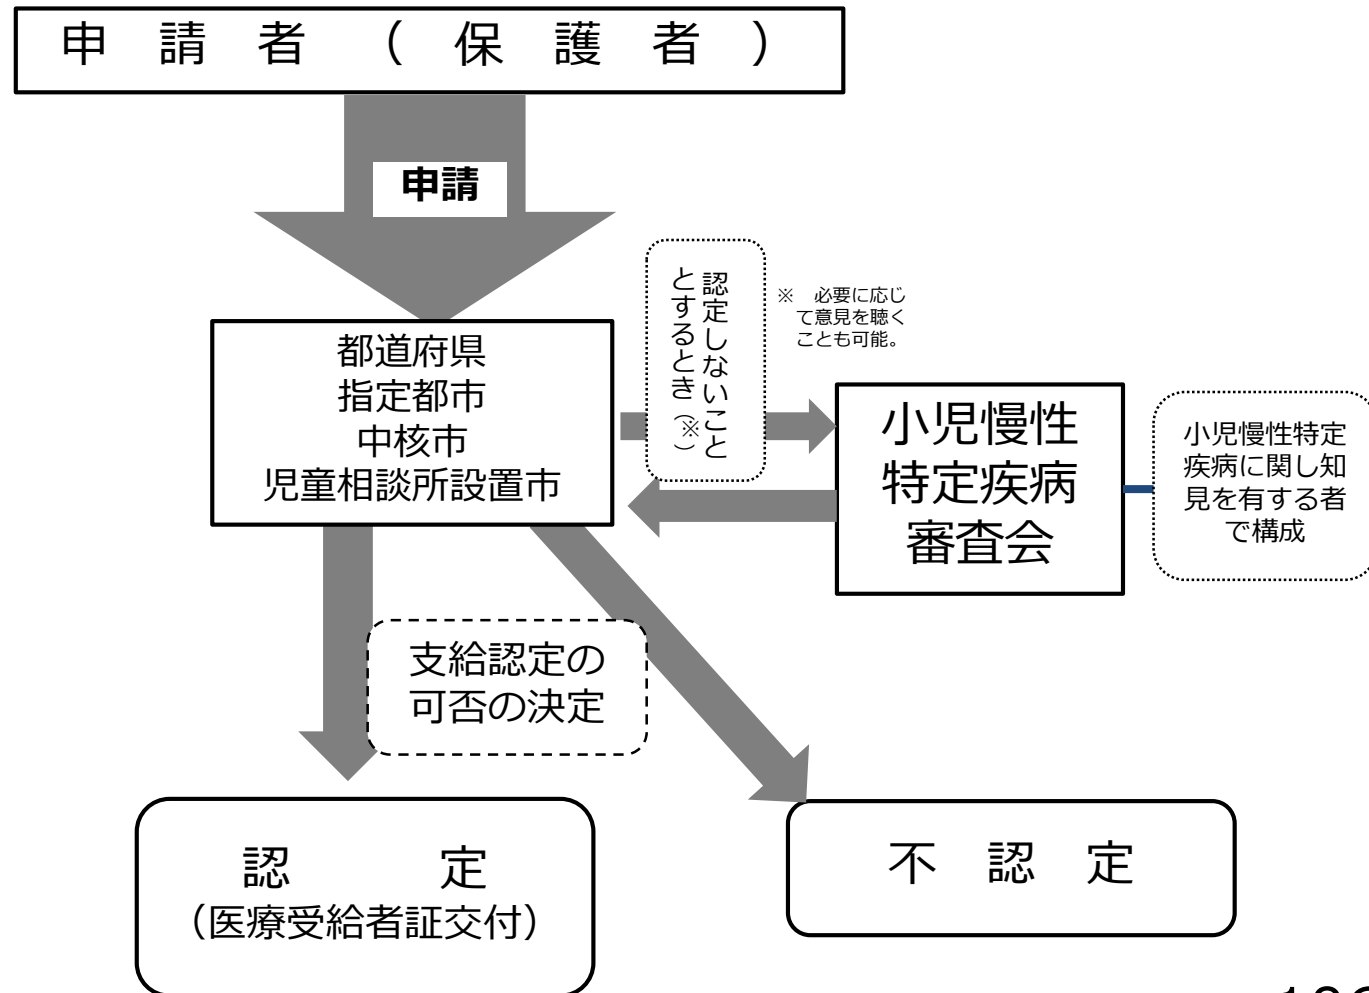 申請者（保護者）
申請
認定しないこと
とするとき（※）
※　必要に応じ
て意見を聴く
ことも可能。
都道府県
指定都市
中核市
児童相談所設置市
小児慢性
特定疾病
審査会
小児慢性特定
疾病に関し知
見を有する者
で構成
支給認定の
可否の決定
認　　　定
（医療受給者証交付）
不　認　定